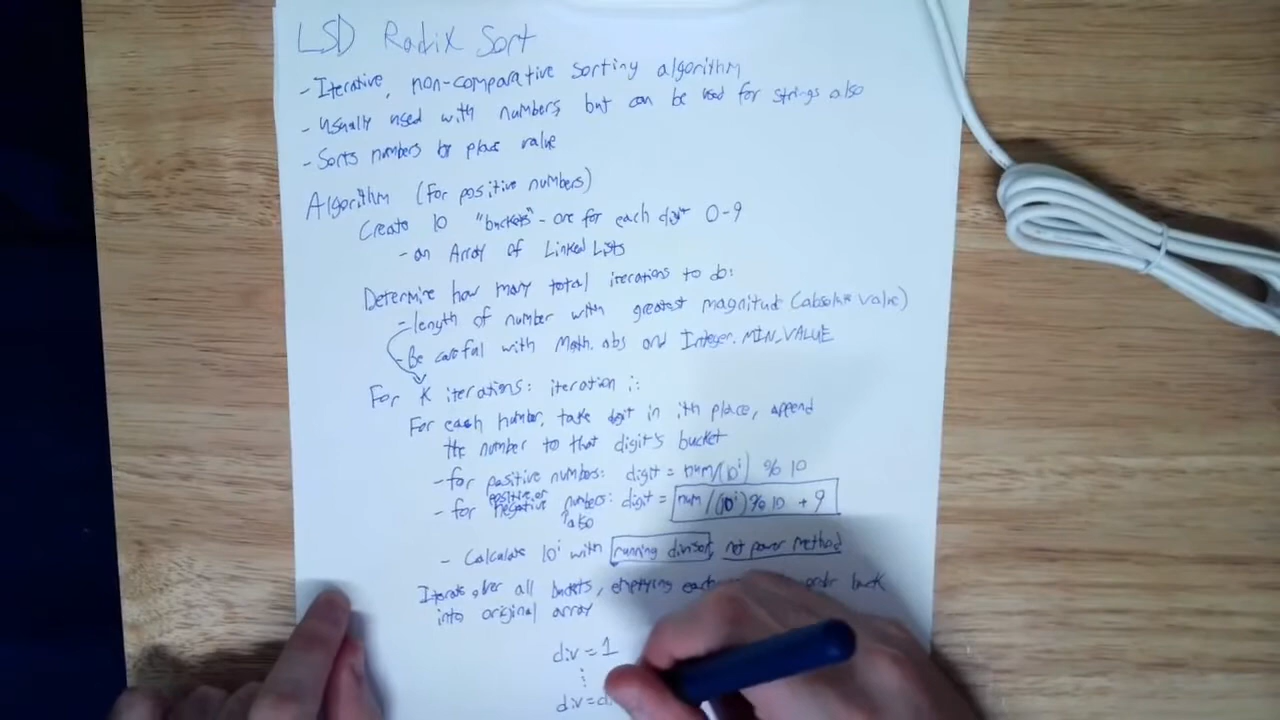 LSD Radix Sort
- Iterative, non-comparative sorting algorithm
- Usually used with numbers, but can be used for strings also
- Sorts numbers by place value
Algorithm (for positive numbers)
Create 10 "buckets" - one for each digit 0-9
- an Array of Linked Lists
Determine how many total iterations to do:
- length of number with greatest magnitude (absolute value)
- Be careful with Math.abs and Integer.MIN_VALUE
For K iterations: iteration i:
For each number, take digit in ith place, append
the number to that digit's bucket
- for positive numbers: digit = num/(10^i) % 10
positive or
- for negative numbers: digit = num/(10^i) % 10 + 9
also
- Calculate 10^i with running divisor, not power method
Iterate over all buckets, emptying each order back
into original array
div = 1
⋮
div = d